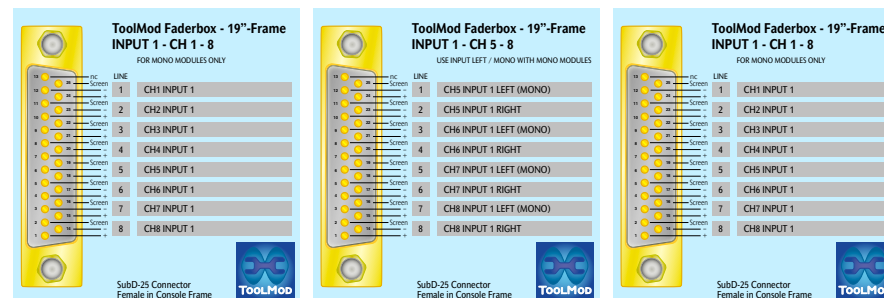 ToolMod Faderbox - 19"-Frame
INPUT 1 - CH 1 - 8
FOR MONO MODULES ONLY
nc LINE
Screen
1 CH1 INPUT 1
2 CH2 INPUT 1
3 CH3 INPUT 1
4 CH4 INPUT 1
5 CH5 INPUT 1
6 CH6 INPUT 1
7 CH7 INPUT 1
8 CH8 INPUT 1
SubD-25 Connector
Female in Console Frame
TOOLMOD
ToolMod Faderbox - 19"-Frame
INPUT 1 - CH 5 - 8
USE INPUT LEFT / MONO WITH MONO MODULES
nc LINE
Screen
1 CH5 INPUT 1 LEFT (MONO)
2 CH5 INPUT 1 RIGHT
3 CH6 INPUT 1 LEFT (MONO)
4 CH6 INPUT 1 RIGHT
5 CH7 INPUT 1 LEFT (MONO)
6 CH7 INPUT 1 RIGHT
7 CH8 INPUT 1 LEFT (MONO)
8 CH8 INPUT 1 RIGHT
SubD-25 Connector
Female in Console Frame
TOOLMOD
ToolMod Faderbox - 19"-Frame
INPUT 1 - CH 1 - 8
FOR MONO MODULES ONLY
nc LINE
Screen
1 CH1 INPUT 1
2 CH2 INPUT 1
3 CH3 INPUT 1
4 CH4 INPUT 1
5 CH5 INPUT 1
6 CH6 INPUT 1
7 CH7 INPUT 1
8 CH8 INPUT 1
SubD-25 Connector
Female in Console Frame